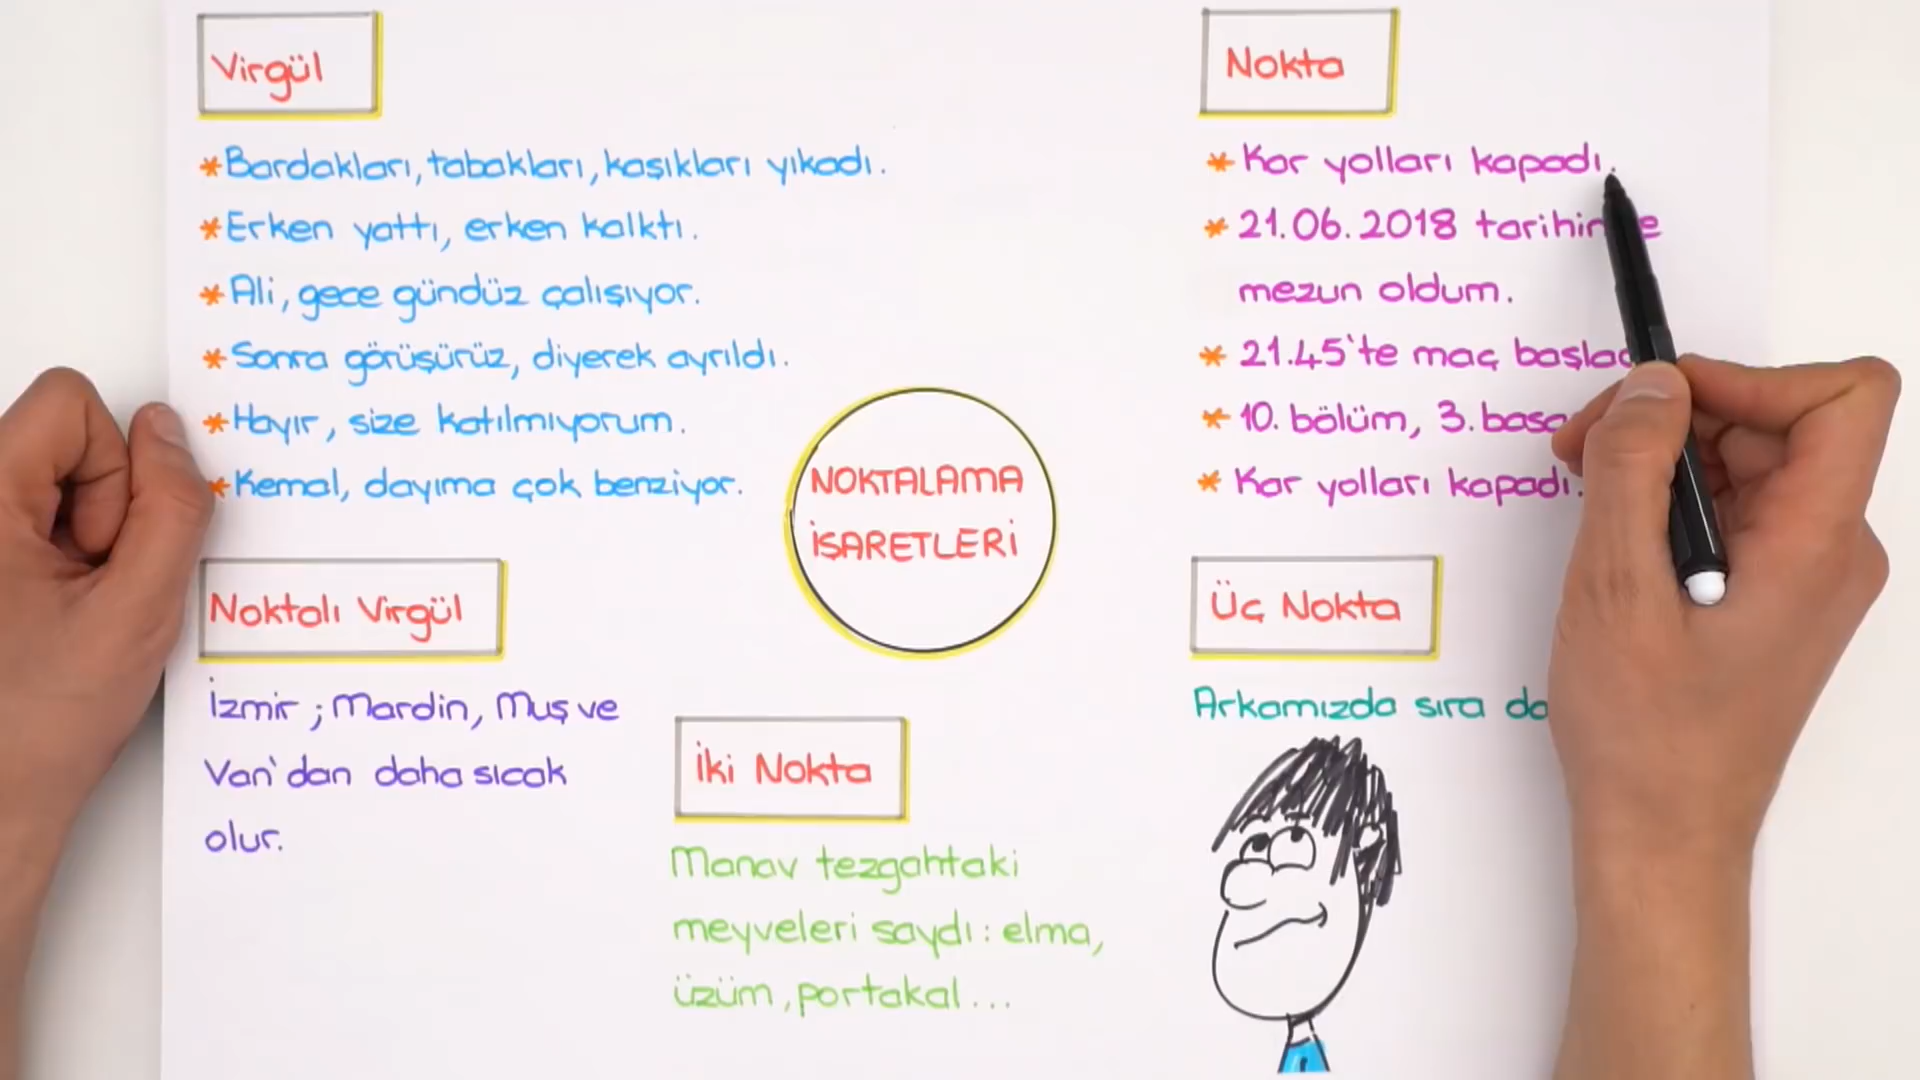 Virgül
*Bardakları, tabakları, kaşıkları yıkadı.
*Erken yattı, erken kalktı.
*Ali, gece gündüz çalışıyor.
*Sonra görüşürüz, diyerek ayrıldı.
*Hayır, size katılmıyorum.
*Kemal, dayıma çok benziyor.
Noktalı Virgül
İzmir ; Mardin, Muş ve
Van'dan daha sıcak
olur.
NOKTALAMA
İŞARETLERİ
İki Nokta
Manav tezgahtaki
meyveleri saydı : elma,
üzüm, portakal...
Nokta
* Kar yolları kapadı.
* 21.06.2018
mezun oldum.
* 21.45'te maç
* 10. bölüm, 3.
* Kar yolları kapadı.
Üç Nokta
Arkamızda sıra